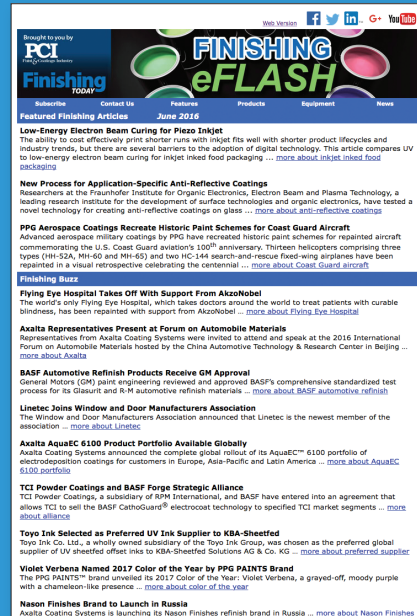 Web Version
G+ You Tube
Brought to you by
PCI
Paint & Coatings Industry
Finishing
TODAY
FINISHING
eFLASH
Subscribe Contact Us Features Products Equipment News
Featured Finishing Articles June 2016
Low-Energy Electron Beam Curing for Piezo Inkjet
The ability to cost effectively print shorter runs with inkjet fits well with shorter product lifecycles and
industry trends, but there are several barriers to the adoption of digital technology. This article compares UV
to low-energy electron beam curing for inkjet inked food packaging ... more about inkjet inked food
packaging
New Process for Application-Specific Anti-Reflective Coatings
Researchers at the Fraunhofer Institute for Organic Electronics, Electron Beam and Plasma Technology, a
leading research institute for the development of surface technologies and organic electronics, have tested a
novel technology for creating anti-reflective coatings on glass ... more about anti-reflective coatings
PPG Aerospace Coatings Recreate Historic Paint Schemes for Coast Guard Aircraft
Advanced aerospace military coatings by PPG have recreated historic paint schemes for repainted aircraft
commemorating the U.S. Coast Guard aviation's 100th anniversary. Thirteen helicopters comprising three
types (HH-52A, MH-60 and MH-65) and two HC-144 search-and-rescue fixed-wing airplanes have been
repainted in a visual retrospective celebrating the centennial ... more about Coast Guard aircraft
Finishing Buzz
Flying Eye Hospital Takes Off With Support From AkzoNobel
The world's only Flying Eye Hospital, which takes doctors around the world to treat patients with curable
blindness, has been repainted with support from AkzoNobel ... more about Flying Eye Hospital
Axalta Representatives Present at Forum on Automobile Materials
Representatives from Axalta Coating Systems were invited to attend and speak at the 2016 International
Forum on Automobile Materials hosted by the China Automotive Technology & Research Center in Beijing ...
more about Axalta
BASF Automotive Refinish Products Receive GM Approval
General Motors (GM) paint engineering reviewed and approved BASF's comprehensive standardized test
process for its Glasurit and R-M automotive refinish materials ... more about BASF automotive refinish
Linetec Joins Window and Door Manufacturers Association
The Window and Door Manufacturers Association announced that Linetec is the newest member of the
association ... more about Linetec
Axalta AquaEC 6100 Product Portfolio Available Globally
Axalta Coating Systems announced the complete global rollout of its AquaEC™ 6100 portfolio of
electrodeposition coatings for customers in Europe, Asia-Pacific and Latin America ... more about AquaEC
6100 portfolio
TCI Powder Coatings and BASF Forge Strategic Alliance
TCI Powder Coatings, a subsidiary of RPM International, and BASF have entered into an agreement that
allows TCI to sell the BASF CathoGuard® electrocoat technology to specified TCI market segments ... more
about alliance
Toyo Ink Selected as Preferred UV Ink Supplier to KBA-Sheetfed
Toyo Ink Co. Ltd., a wholly owned subsidiary of the Toyo Ink Group, was chosen as the preferred global
supplier of UV sheetfed offset inks to KBA-Sheetfed Solutions AG & Co. KG ... more about preferred supplier
Violet Verbena Named 2017 Color of the Year by PPG PAINTS Brand
The PPG PAINTS™ brand unveiled its 2017 Color of the Year: Violet Verbena, a grayed-off, moody purple
with a chameleon-like presence ... more about color of the year
Nason Finishes Brand to Launch in Russia
Axalta Coating Systems is launching its Nason Finishes refinish brand in Russia ... more about Nason Finishes